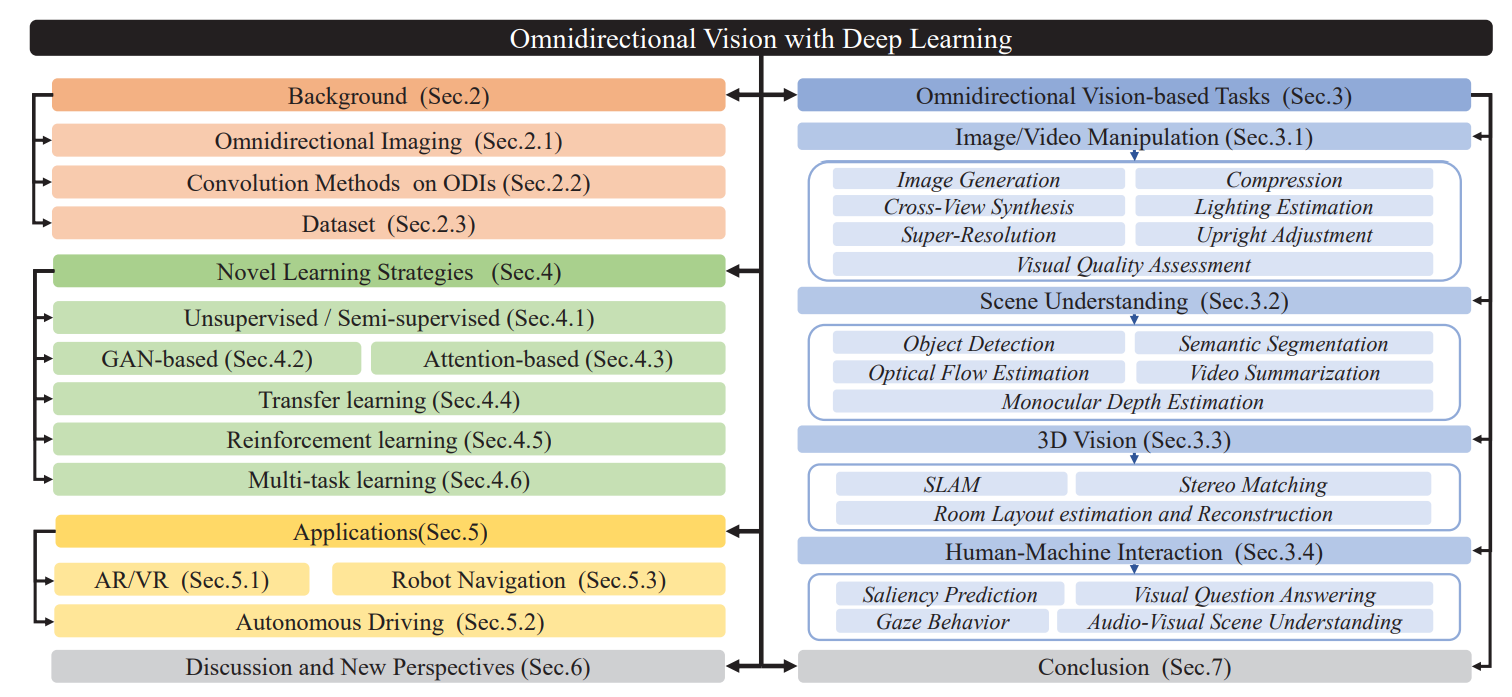 Omnidirectional Vision with Deep Learning
Background (Sec.2)
Omnidirectional Imaging (Sec.2.1)
Convolution Methods on ODIs (Sec.2.2)
Dataset (Sec.2.3)
Novel Learning Strategies (Sec.4)
Unsupervised / Semi-supervised (Sec.4.1)
GAN-based (Sec.4.2)
Attention-based (Sec.4.3)
Transfer learning (Sec.4.4)
Reinforcement learning (Sec.4.5)
Multi-task learning (Sec.4.6)
Applications(Sec.5)
AR/VR (Sec.5.1)
Robot Navigation (Sec.5.3)
Autonomous Driving (Sec.5.2)
Discussion and New Perspectives (Sec.6)
Omnidirectional Vision-based Tasks (Sec.3)
Image/Video Manipulation (Sec.3.1)
Image Generation
Compression
Cross-View Synthesis
Lighting Estimation
Super-Resolution
Upright Adjustment
Visual Quality Assessment
Scene Understanding (Sec.3.2)
Object Detection
Semantic Segmentation
Optical Flow Estimation
Video Summarization
Monocular Depth Estimation
3D Vision (Sec.3.3)
SLAM
Stereo Matching
Room Layout estimation and Reconstruction
Human-Machine Interaction (Sec.3.4)
Saliency Prediction
Visual Question Answering
Gaze Behavior
Audio-Visual Scene Understanding
Conclusion (Sec.7)